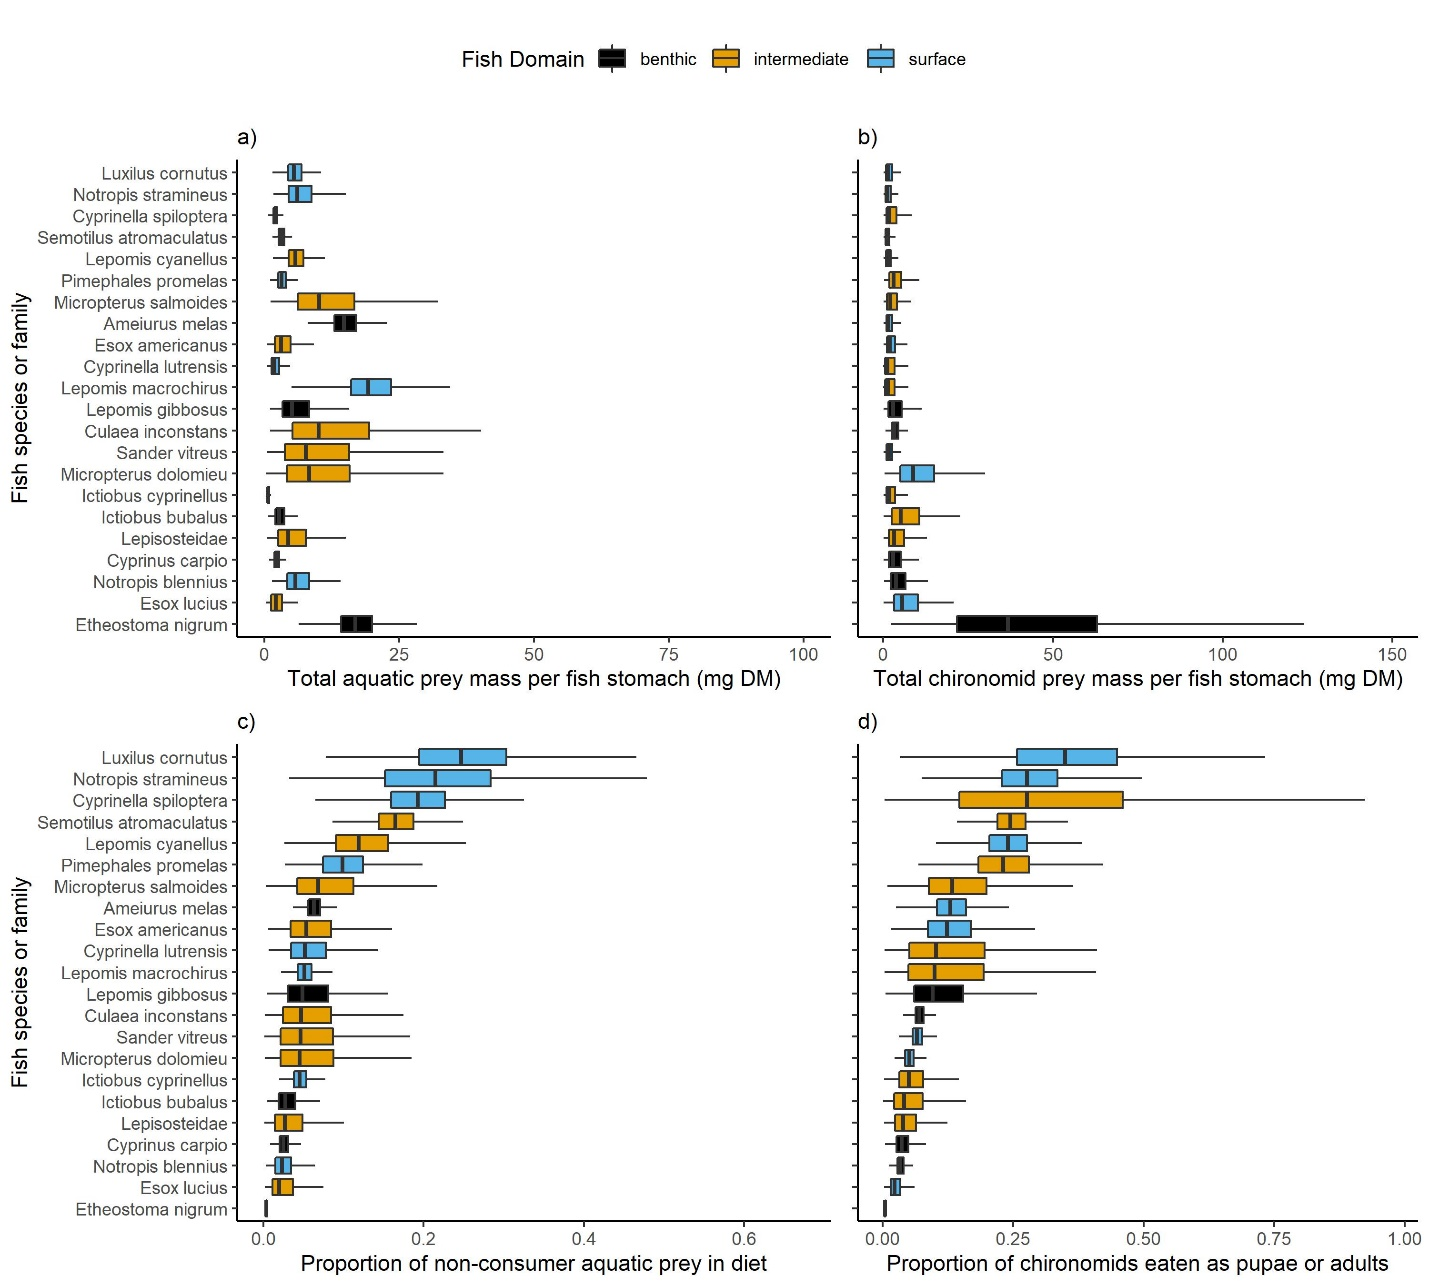 Fish Domain benthic intermediate surface
a)
b)
Fish species or family
Luxilus cornutus
Notropis stramineus
Cyprinella spiloptera
Semotilus atromaculatus
Lepomis cyanellus
Pimephales promelas
Micropterus salmoides
Ameiurus melas
Esox americanus
Cyprinella lutrensis
Lepomis macrochirus
Lepomis gibbosus
Culaea inconstans
Sander vitreus
Micropterus dolomieu
Ictiobus cyprinellus
Ictiobus bubalus
Lepisosteidae
Cyprinus carpio
Notropis blennius
Esox lucius
Etheostoma nigrum
0 25 50 75 100
Total aquatic prey mass per fish stomach (mg DM)
0 50 100 150
Total chironomid prey mass per fish stomach (mg DM)
c)
d)
Fish species or family
Luxilus cornutus
Notropis stramineus
Cyprinella spiloptera
Semotilus atromaculatus
Lepomis cyanellus
Pimephales promelas
Micropterus salmoides
Ameiurus melas
Esox americanus
Cyprinella lutrensis
Lepomis macrochirus
Lepomis gibbosus
Culaea inconstans
Sander vitreus
Micropterus dolomieu
Ictiobus cyprinellus
Ictiobus bubalus
Lepisosteidae
Cyprinus carpio
Notropis blennius
Esox lucius
Etheostoma nigrum
0.0 0.2 0.4 0.6
Proportion of non-consumer aquatic prey in diet
0.00 0.25 0.50 0.75 1.00
Proportion of chironomids eaten as pupae or adults